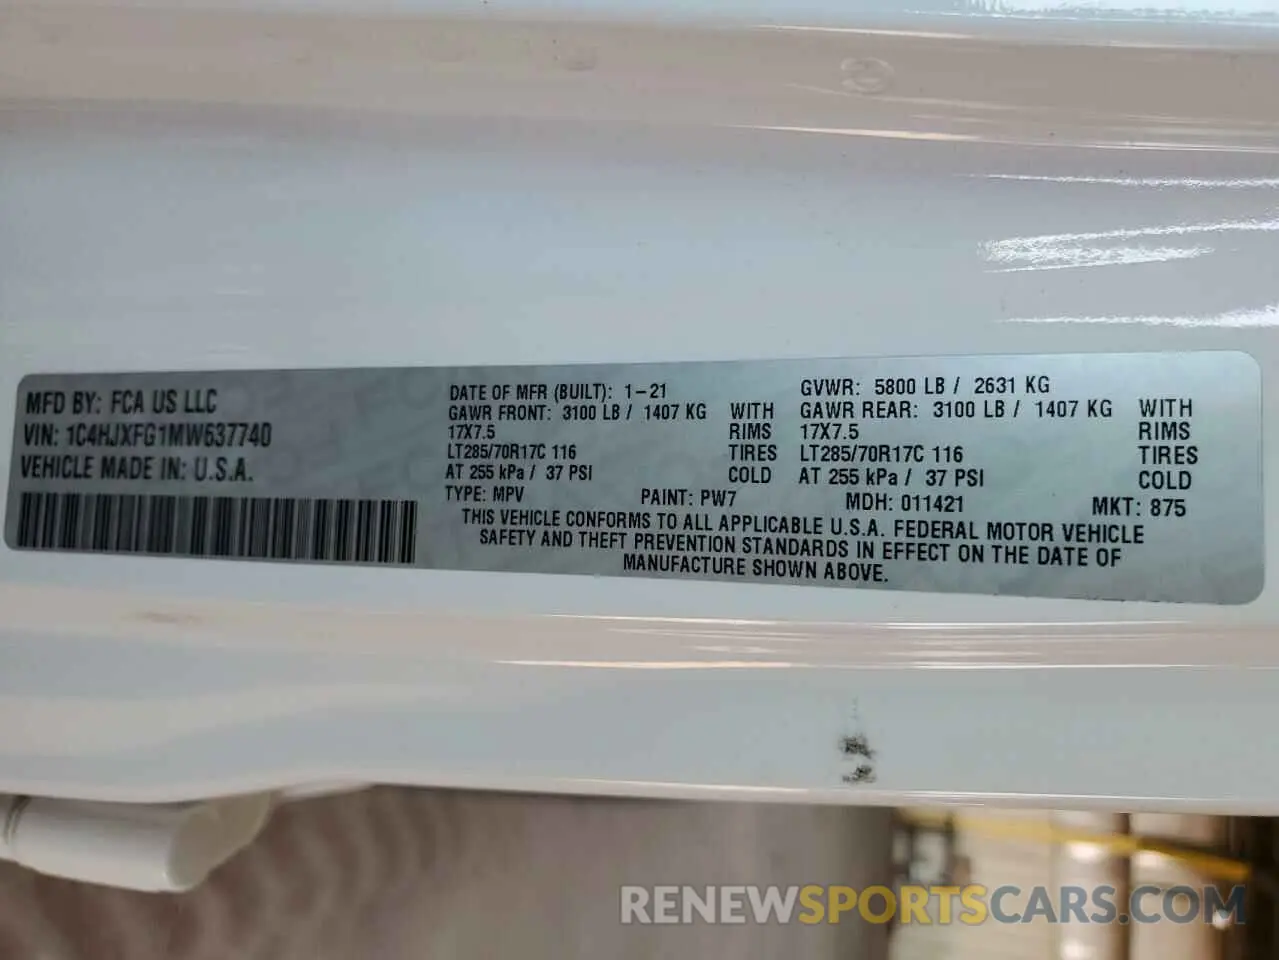 MFD BY: FCA US LLC
VIN: 1C4HJXFG1MW637740
VEHICLE MADE IN: U.S.A.
DATE OF MFR (BUILT): 1-21
GAWR FRONT: 3100 LB / 1407 KG WITH
17X7.5 RIMS
LT285/70R17C 116 TIRES
AT 255 kPa / 37 PSI COLD
GVWR: 5800 LB / 2631 KG
GAWR REAR: 3100 LB / 1407 KG WITH
17X7.5 RIMS
LT285/70R17C 116 TIRES
AT 255 kPa / 37 PSI COLD
TYPE: MPV PAINT: PW7 MDH: 011421 MKT: 875
THIS VEHICLE CONFORMS TO ALL APPLICABLE U.S.A. FEDERAL MOTOR VEHICLE
SAFETY AND THEFT PREVENTION STANDARDS IN EFFECT ON THE DATE OF
MANUFACTURE SHOWN ABOVE.
RENEWSPORTSCARS.COM